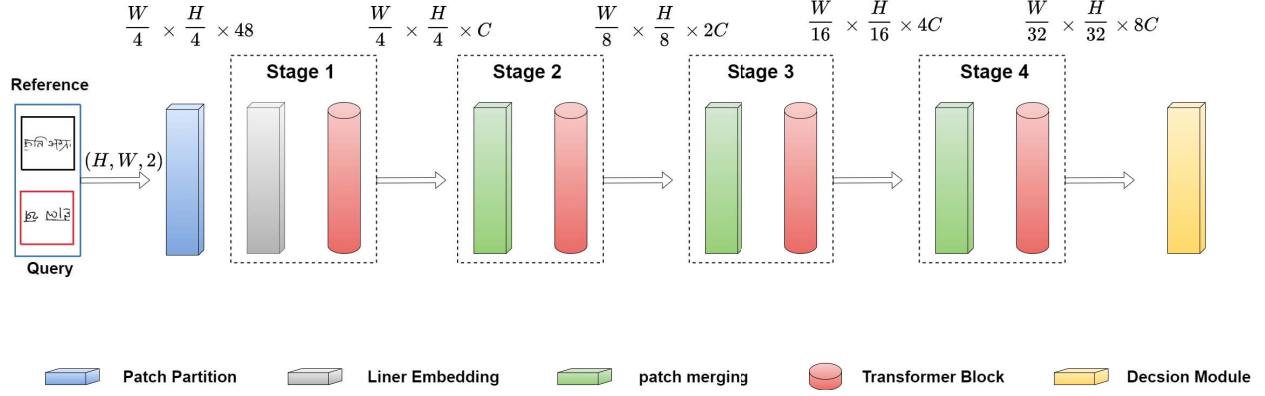 W/4 × H/4 × 48
W/4 × H/4 × C
W/8 × H/8 × 2C
W/16 × H/16 × 4C
W/32 × H/32 × 8C
Stage 1
Stage 2
Stage 3
Stage 4
Reference
(H, W, 2)
Query
Patch Partition
Liner Embedding
patch merging
Transformer Block
Decsion Module